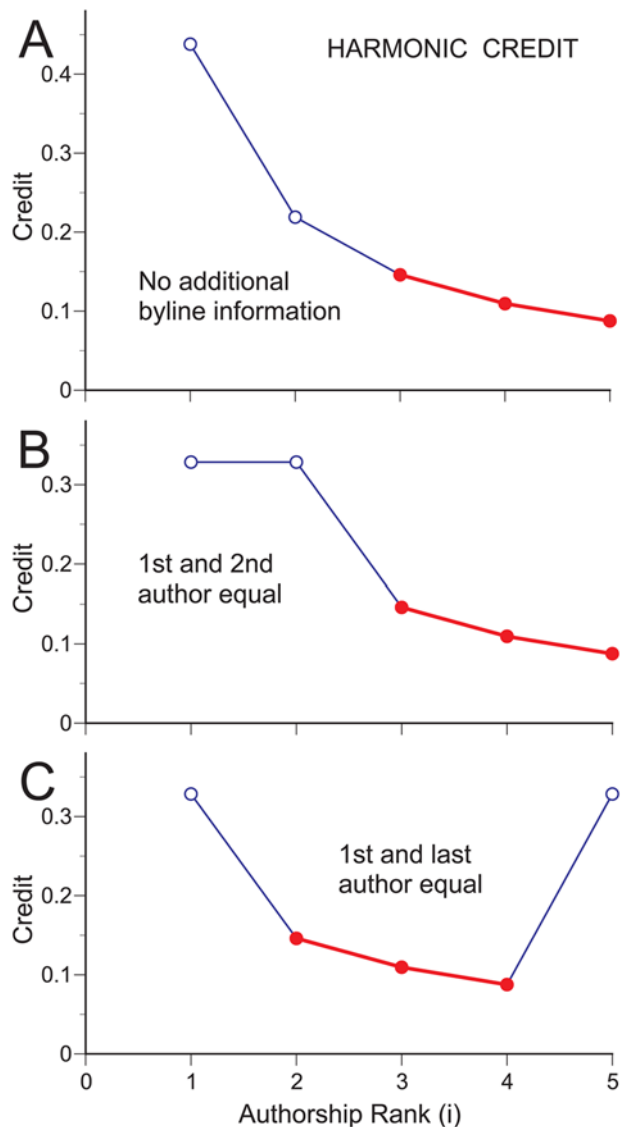 A
HARMONIC CREDIT
0.4
0.2
0.1
0
Credit
No additional
byline information
B
0.3
0.2
0.1
0
Credit
1st and 2nd
author equal
C
0.3
0.2
0.1
0
Credit
1st and last
author equal
0 1 2 3 4 5
Authorship Rank (i)